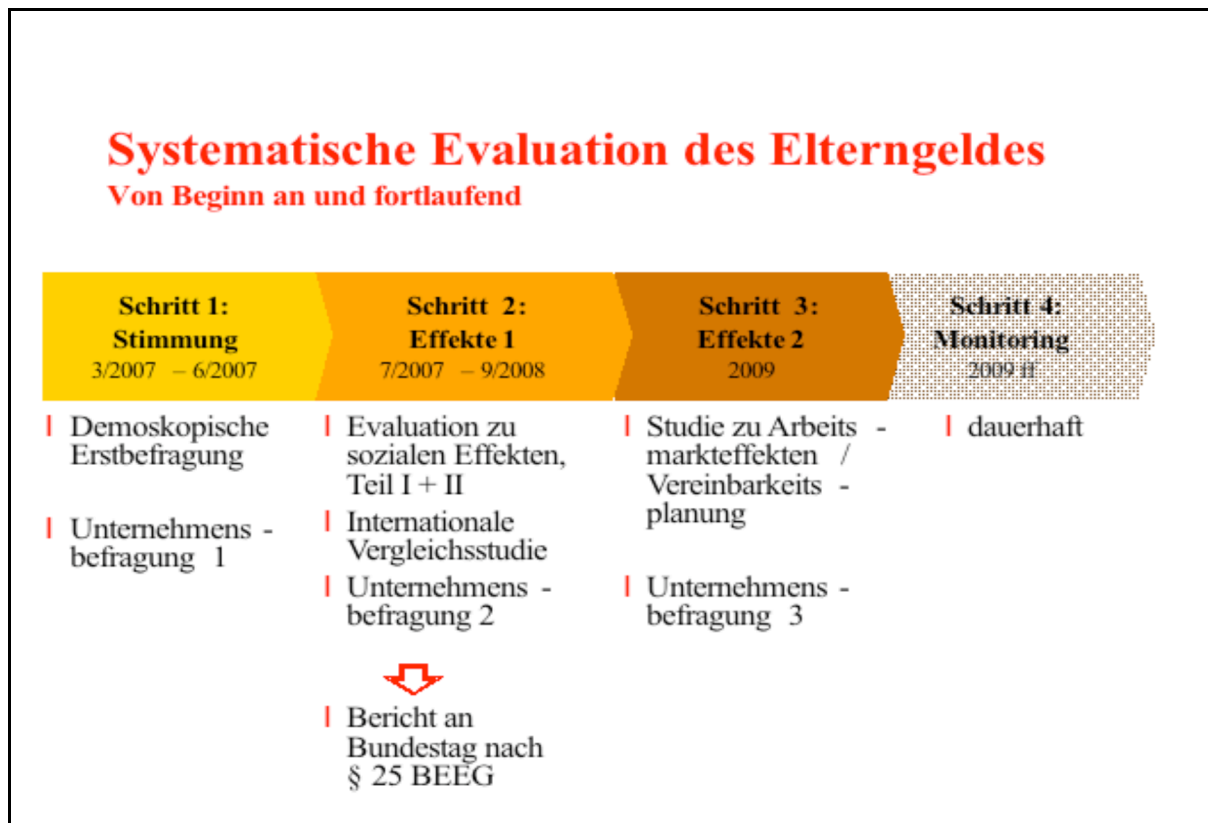 Systematische Evaluation des Elterngeldes
Von Beginn an und fortlaufend
Schritt 1:
Stimmung
3/2007 – 6/2007
Demoskopische
Erstbefragung
Unternehmens -
befragung 1
Schritt 2:
Effekte 1
7/2007 – 9/2008
Evaluation zu
sozialen Effekten,
Teil I + II
Internationale
Vergleichsstudie
Unternehmens -
befragung 2
Bericht an
Bundestag nach
§ 25 BEEG
Schritt 3:
Effekte 2
2009
Studie zu Arbeits -
markteffekten /
Vereinbarkeits -
planung
Unternehmens -
befragung 3
Schritt 4:
Monitoring
2009 ff
dauerhaft